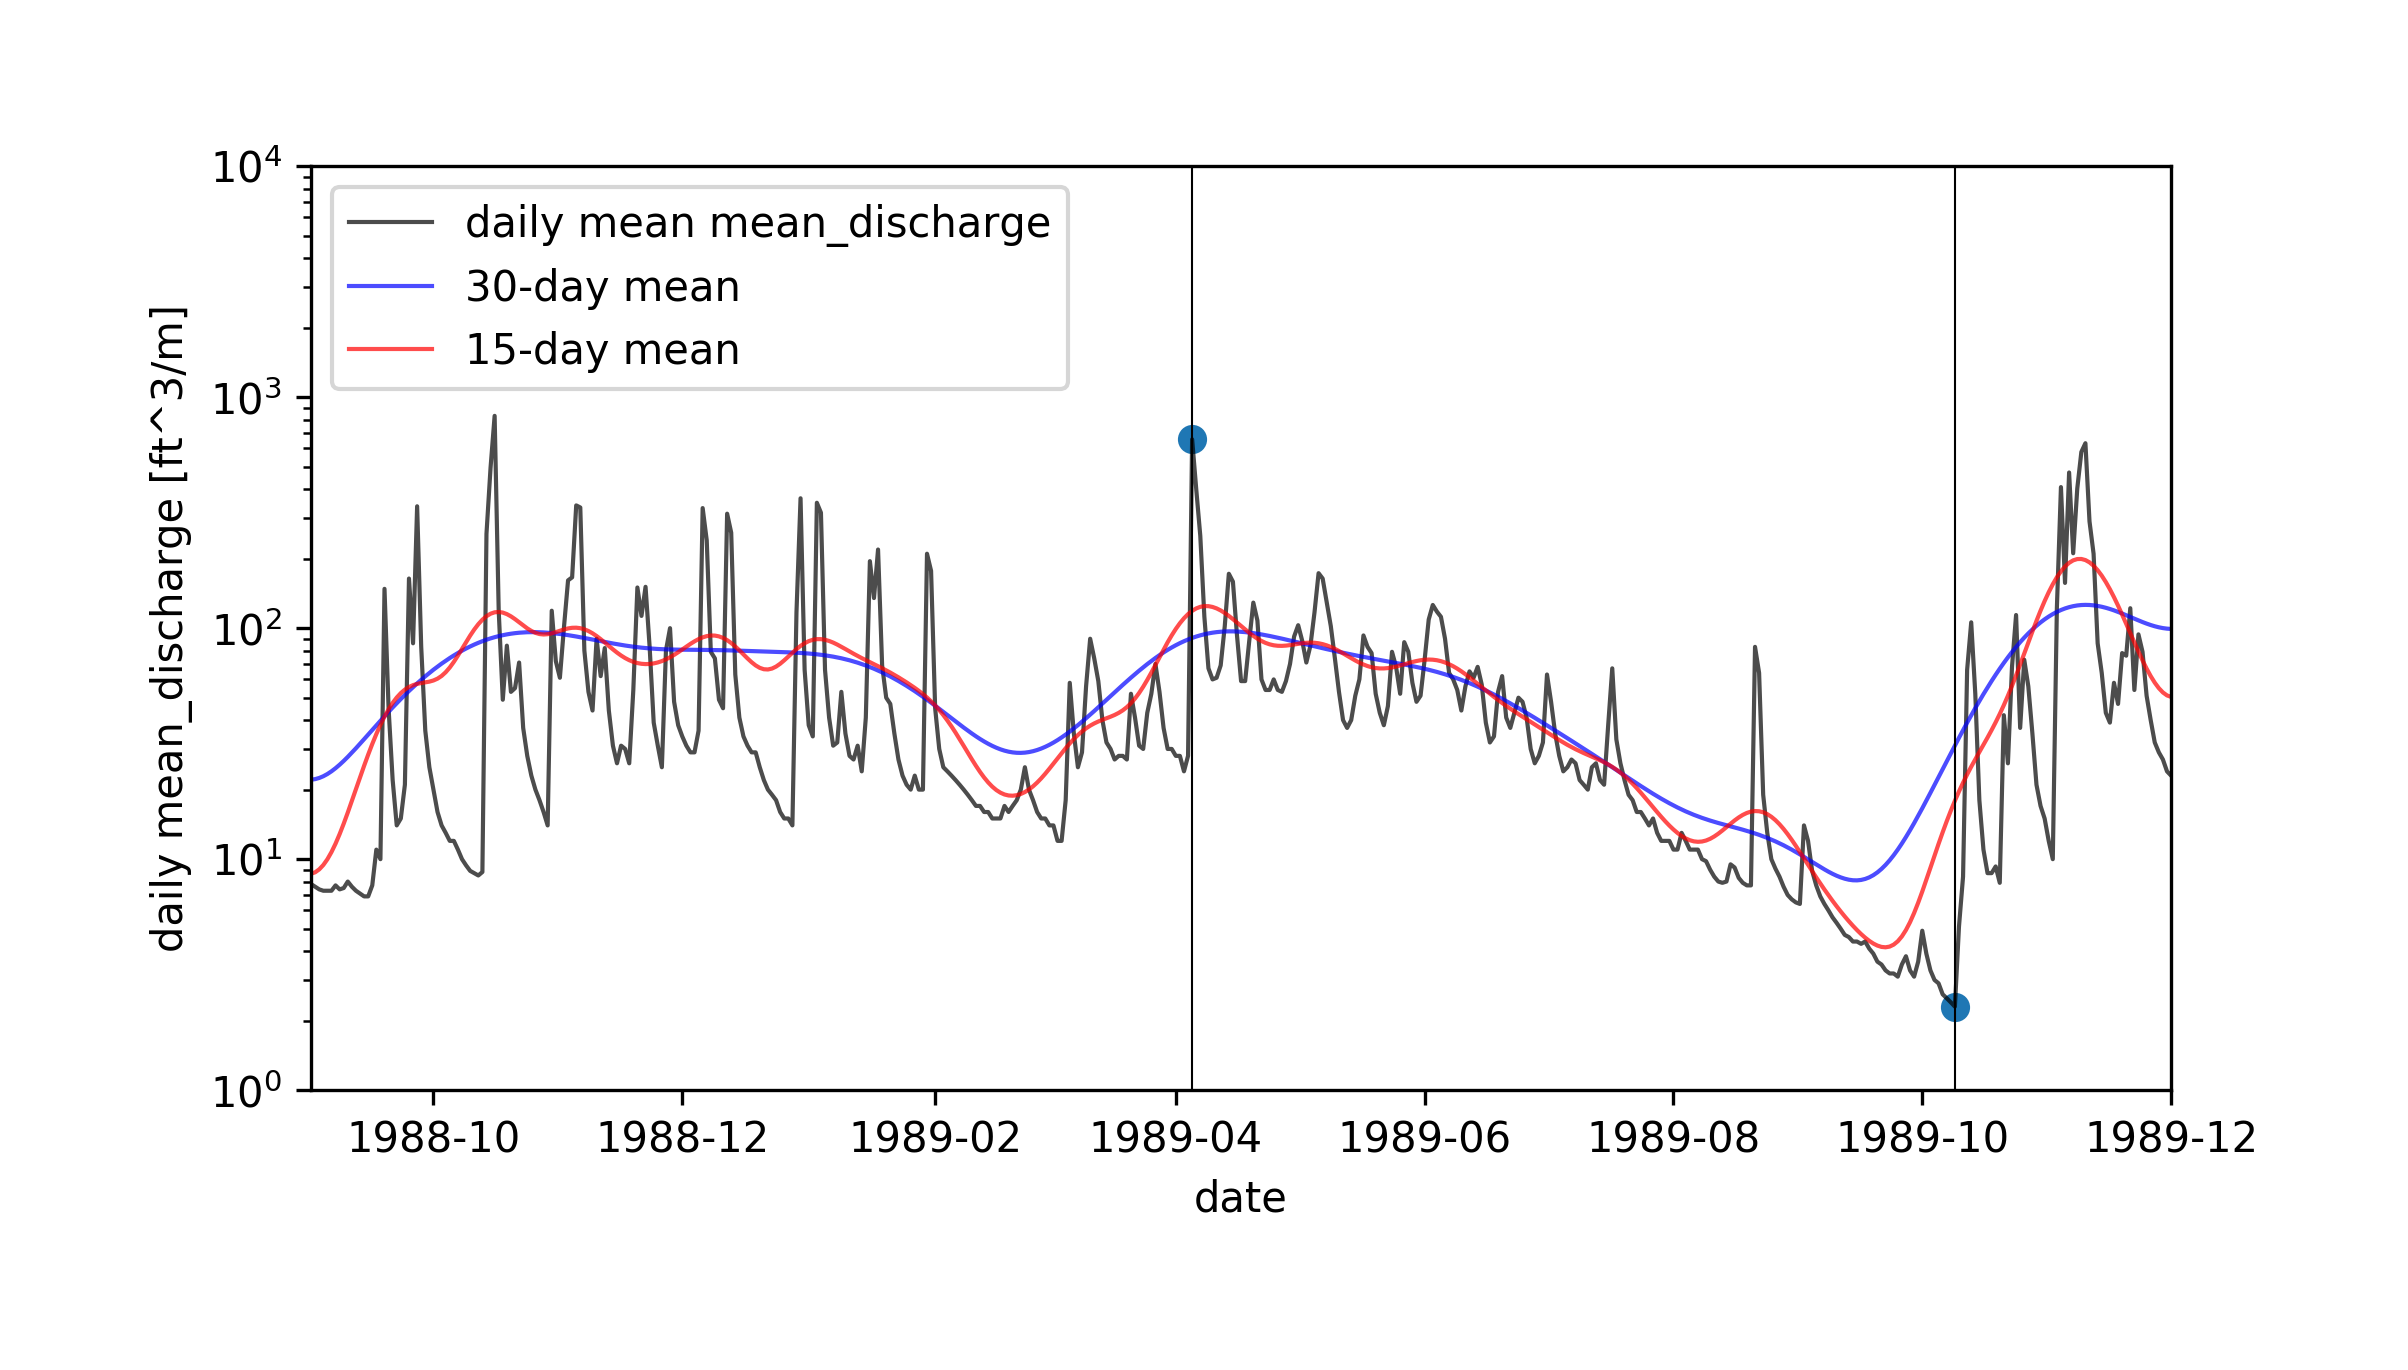 daily mean mean_discharge
30-day mean
15-day mean
daily mean_discharge [ft^3/m]
10^4
10^3
10^2
10^1
10^0
1988-10 1988-12 1989-02 1989-04 1989-06 1989-08 1989-10 1989-12
date